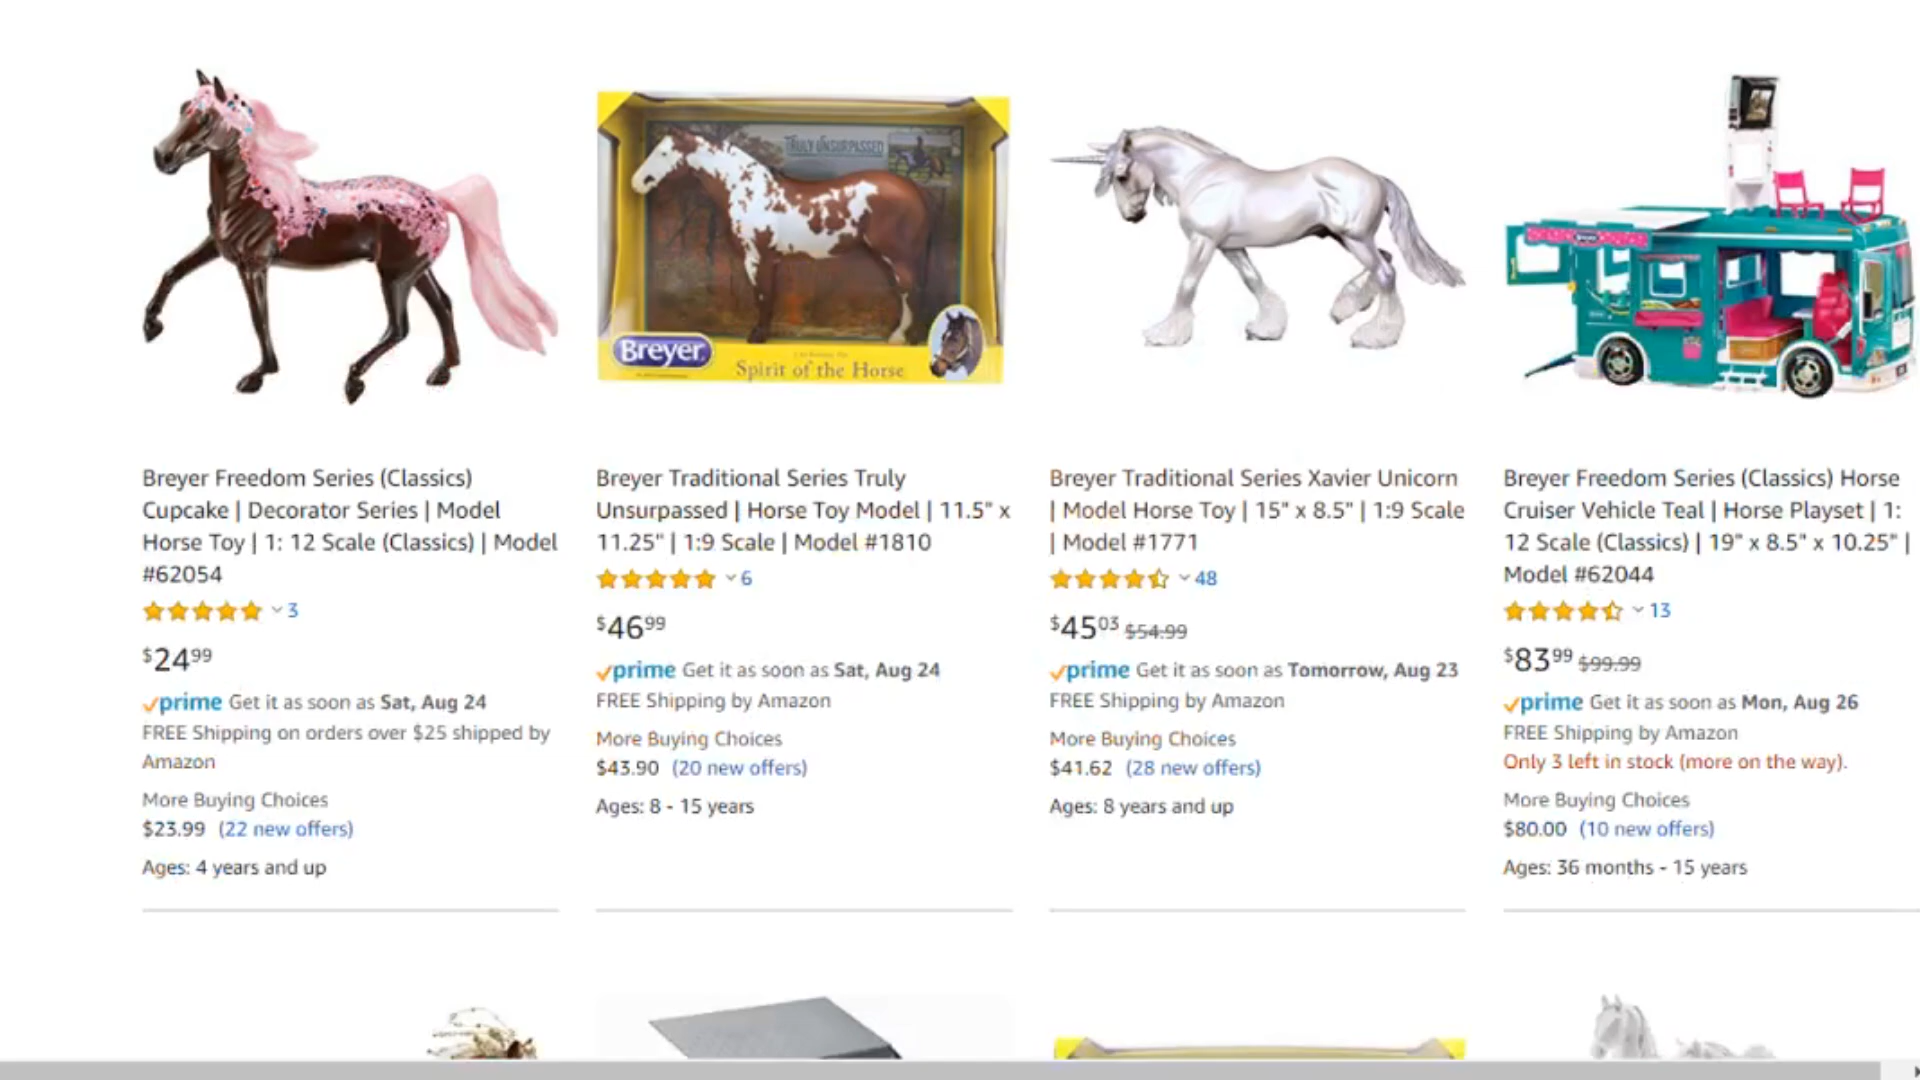 TRULY UNSURPASSED
Breyer
Spirit of the Horse
Breyer Freedom Series (Classics)
Cupcake | Decorator Series | Model
Horse Toy | 1: 12 Scale (Classics) | Model
#62054
3
$24.99
prime Get it as soon as Sat, Aug 24
FREE Shipping on orders over $25 shipped by
Amazon
More Buying Choices
$23.99 (22 new offers)
Ages: 4 years and up
Breyer Traditional Series Truly
Unsurpassed | Horse Toy Model | 11.5" x
11.25" | 1:9 Scale | Model #1810
6
$46.99
prime Get it as soon as Sat, Aug 24
FREE Shipping by Amazon
More Buying Choices
$43.90 (20 new offers)
Ages: 8 - 15 years
Breyer Traditional Series Xavier Unicorn
| Model Horse Toy | 15" x 8.5" | 1:9 Scale
| Model #1771
48
$45.03 $54.99
prime Get it as soon as Tomorrow, Aug 23
FREE Shipping by Amazon
More Buying Choices
$41.62 (28 new offers)
Ages: 8 years and up
Breyer Freedom Series (Classics) Horse
Cruiser Vehicle Teal | Horse Playset | 1:
12 Scale (Classics) | 19" x 8.5" x 10.25" |
Model #62044
13
$83.99 $99.99
prime Get it as soon as Mon, Aug 26
FREE Shipping by Amazon
Only 3 left in stock (more on the way).
More Buying Choices
$80.00 (10 new offers)
Ages: 36 months - 15 years